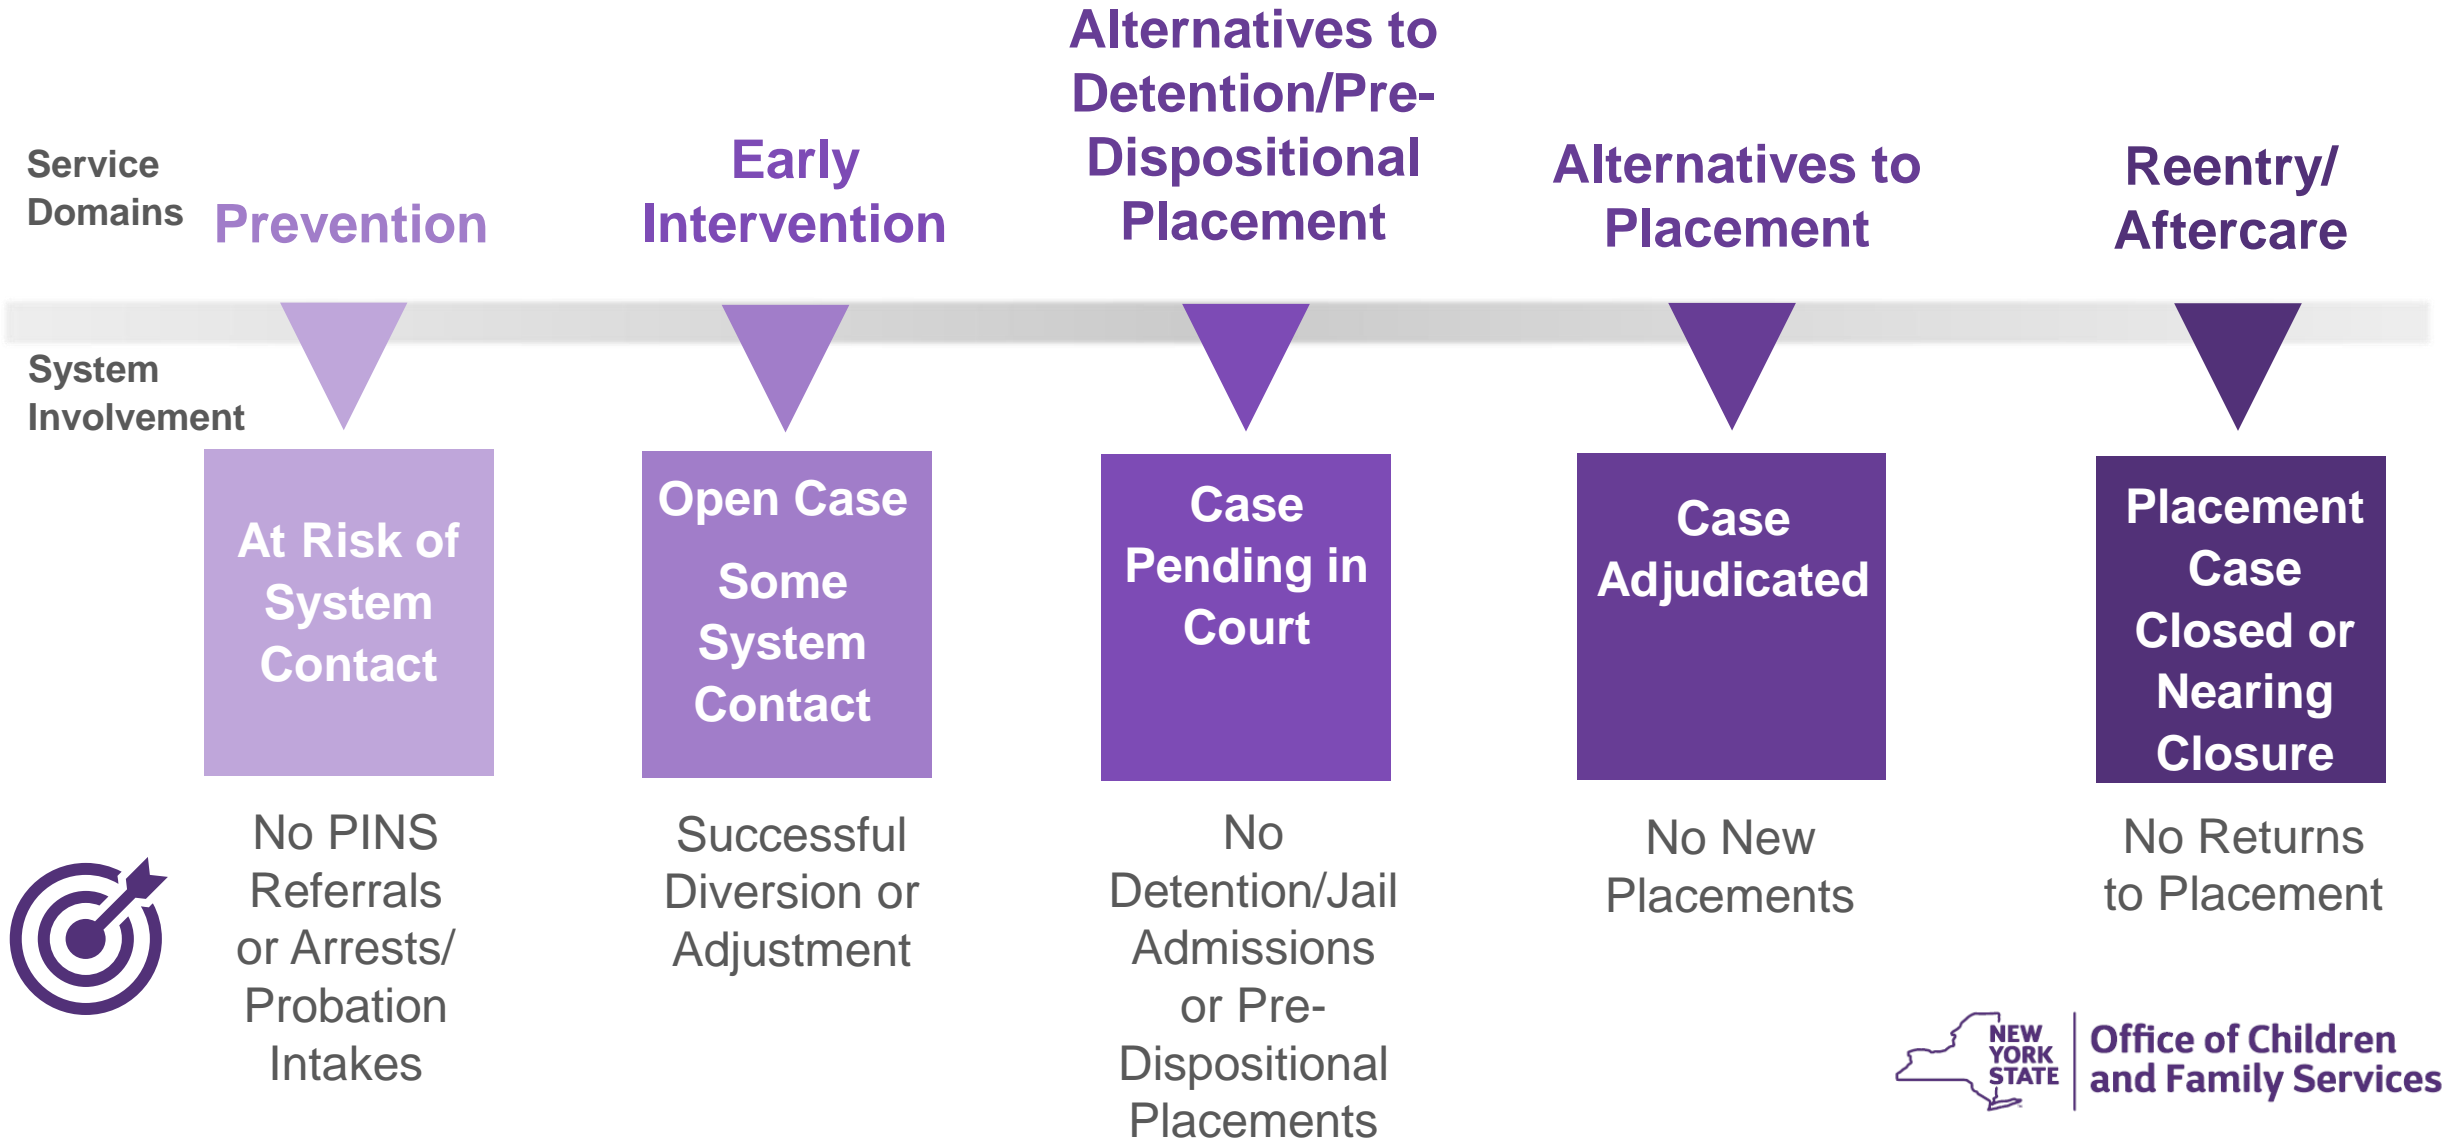 Service
Domains
Prevention
Early
Intervention
Alternatives to
Detention/Pre-
Dispositional
Placement
Alternatives to
Placement
Reentry/
Aftercare
System
Involvement
At Risk of
System
Contact
Open Case
Some
System
Contact
Case
Pending in
Court
Case
Adjudicated
Placement
Case
Closed or
Nearing
Closure
No PINS
Referrals
or Arrests/
Probation
Intakes
Successful
Diversion or
Adjustment
No
Detention/Jail
Admissions
or Pre-
Dispositional
Placements
No New
Placements
No Returns
to Placement
NEW
YORK
STATE
Office of Children
and Family Services